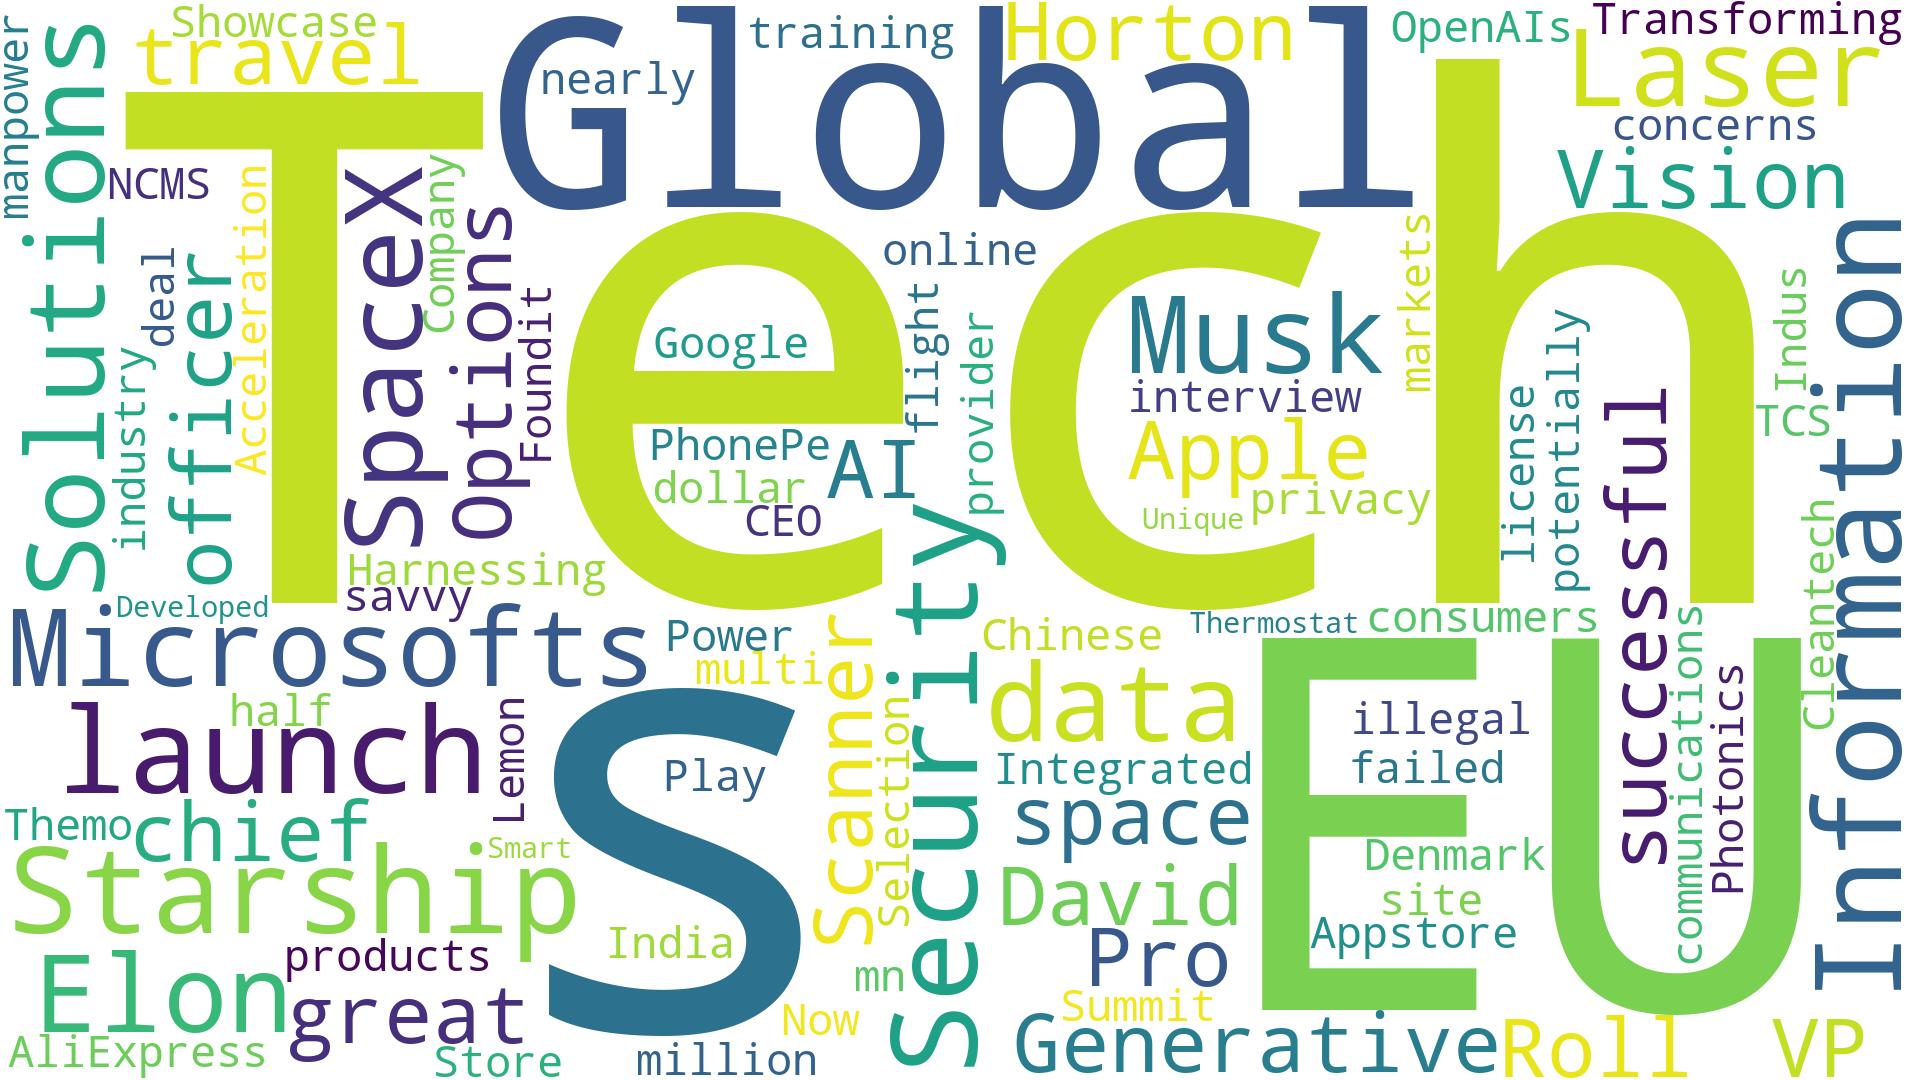 Showcase
travel
training
nearly
Global
Horton
OpenAIs
Transforming
Laser
concerns
Vision
manpower
Solutions
NCMS
Tech
Acceleration
SpaceX
Company
Options
Foundit
deal
officer
industry
online
flight
provider
Google
PhonePe
dollar
AI
CEO
Musk
interview
Apple
privacy
Unique
markets
license
potentially
successful
Indus
TCS
Information
Cleantech
Harnessing
savvy
Developed
Microsofts
Power
multi
Scanner
Security
Selection
Chinese
Thermostat
consumers
communications
Photonics
half
launch
Lemon
S
Play
data
Integrated
space
EU
illegal
failed
Denmark
site
Appstore
Themo
chief
Smart
Starship
David
Pro
Summit
India
mn
Elon
products
great
AliExpress
Store
million
Now
Generative
Roll
VP